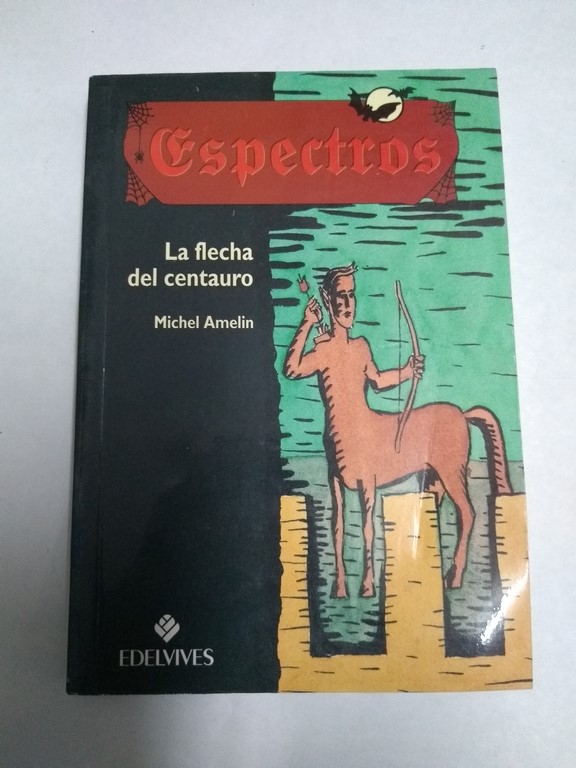 Espectros
La flecha
del centauro
Michel Amelin
EDELVIVES